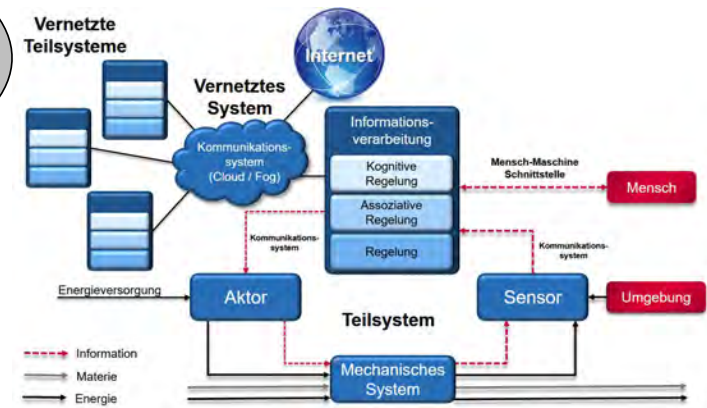 Vernetzte
Teilsysteme
Vernetztes
System
Internet
Kommunikations-
system
(Cloud / Fog)
Informations-
verarbeitung
Kognitive
Regelung
Assoziative
Regelung
Regelung
Mensch-Maschine
Schnittstelle
Mensch
Kommunikations-
system
Kommunikations-
system
Energieversorgung
Aktor
Teilsystem
Sensor
Umgebung
Mechanisches
System
Information
Materie
Energie